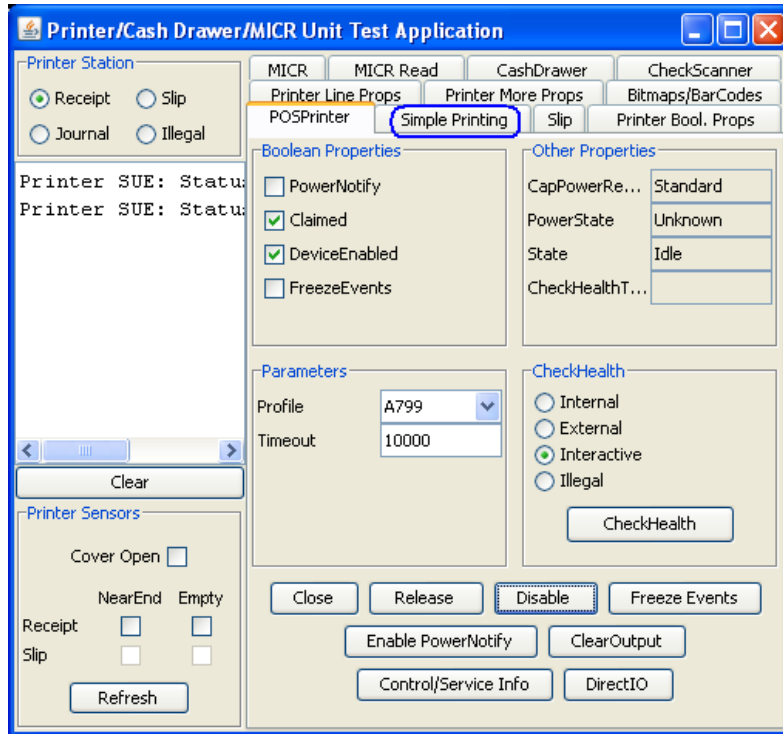 Printer/Cash Drawer/MICR Unit Test Application
Printer Station
Receipt Slip
Journal Illegal
Printer SUE: Statu
Printer SUE: Statu
Clear
Printer Sensors
Cover Open
NearEnd Empty
Receipt
Slip
Refresh
MICR MICR Read CashDrawer CheckScanner
Printer Line Props Printer More Props Bitmaps/BarCodes
POSPrinter Simple Printing Slip Printer Bool. Props
Boolean Properties
PowerNotify
Claimed
DeviceEnabled
FreezeEvents
Other Properties
CapPowerRe... Standard
PowerState Unknown
State Idle
CheckHealthT...
Parameters
Profile A799
Timeout 10000
CheckHealth
Internal
External
Interactive
Illegal
CheckHealth
Close Release Disable Freeze Events
Enable PowerNotify ClearOutput
Control/Service Info DirectIO